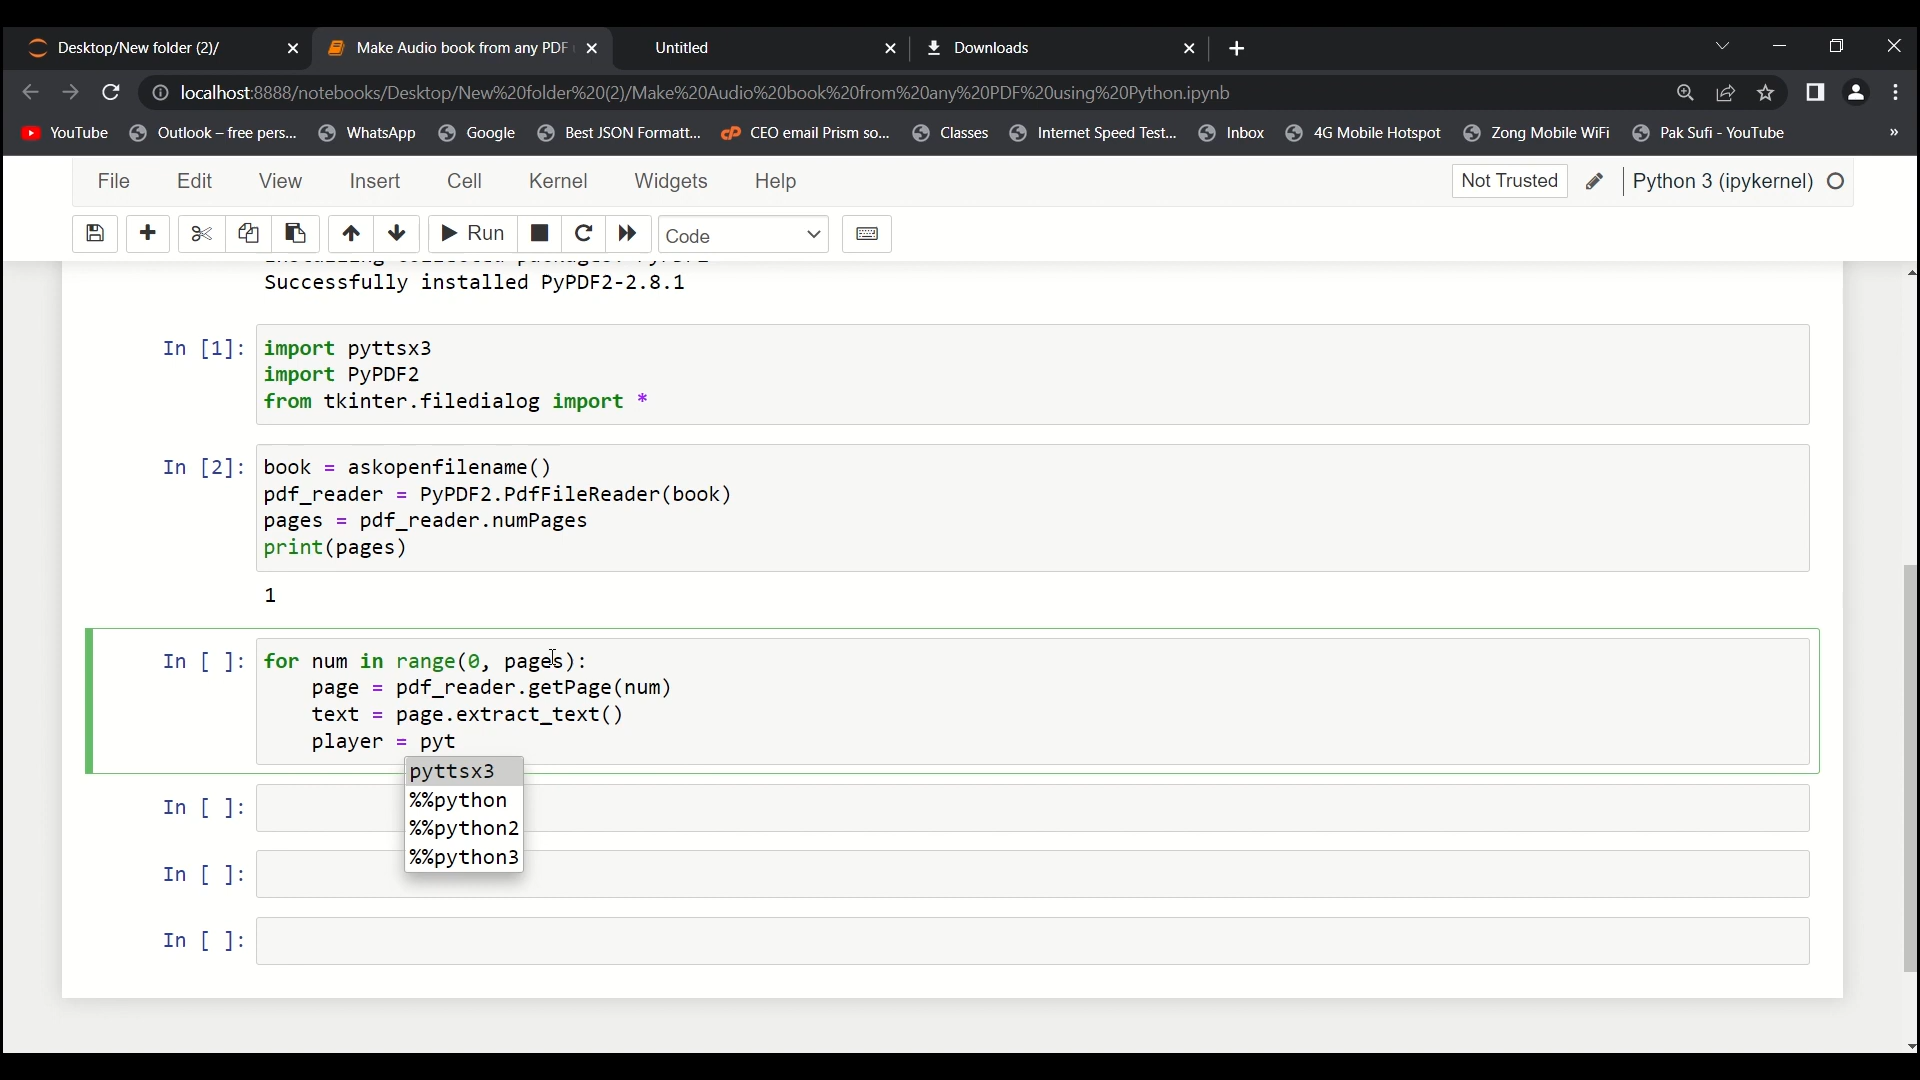 Desktop/New folder (2)/
Make Audio book from any PDF
Untitled
Downloads
localhost:8888/notebooks/Desktop/New%20folder%20(2)/Make%20Audio%20book%20from%20any%20PDF%20using%20Python.ipynb
YouTube
Outlook – free pers...
WhatsApp
Google
Best JSON Formatt...
CEO email Prism so...
Classes
Internet Speed Test...
Inbox
4G Mobile Hotspot
Zong Mobile WiFi
Pak Sufi - YouTube
»
File
Edit
View
Insert
Cell
Kernel
Widgets
Help
Not Trusted
Python 3 (ipykernel)
Run
Code
Successfully installed PyPDF2-2.8.1
In [1]:
import pyttsx3
import PyPDF2
from tkinter.filedialog import *
In [2]:
book = askopenfilename()
pdf_reader = PyPDF2.PdfFileReader(book)
pages = pdf_reader.numPages
print(pages)
1
In [ ]:
for num in range(0, pages):
page = pdf_reader.getPage(num)
text = page.extract_text()
player = pyt
pyttsx3
%%python
%%python2
%%python3
In [ ]:
In [ ]:
In [ ]: